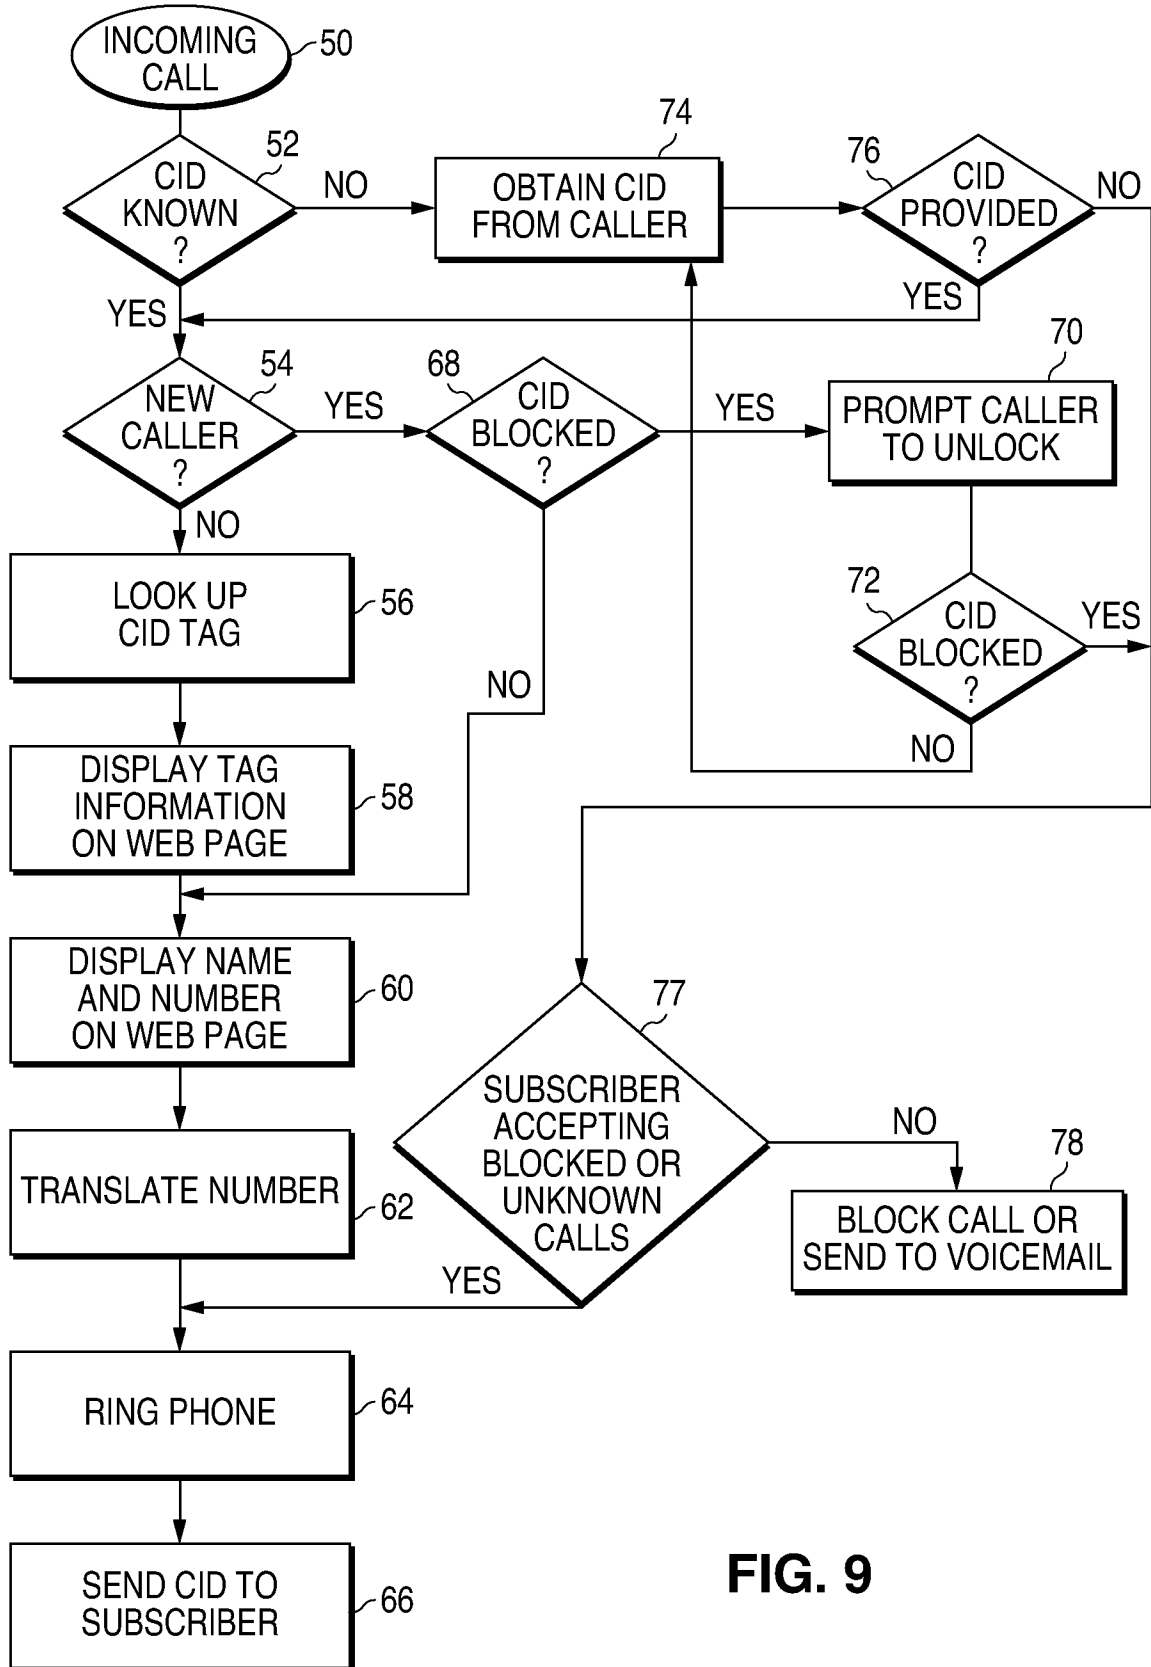 INCOMING
CALL
50
CID
KNOWN
?
52
NO
74
OBTAIN CID
FROM CALLER
76
CID
PROVIDED
?
NO
YES
YES
NEW
CALLER
?
54
YES
68
CID
BLOCKED
?
YES
70
PROMPT CALLER
TO UNLOCK
NO
LOOK UP
CID TAG
56
72
CID
BLOCKED
?
YES
NO
NO
DISPLAY TAG
INFORMATION
ON WEB PAGE
58
DISPLAY NAME
AND NUMBER
ON WEB PAGE
60
77
SUBSCRIBER
ACCEPTING
BLOCKED OR
UNKNOWN
CALLS
NO
78
BLOCK CALL OR
SEND TO VOICEMAIL
TRANSLATE NUMBER
62
YES
RING PHONE
64
SEND CID TO
SUBSCRIBER
66
FIG. 9